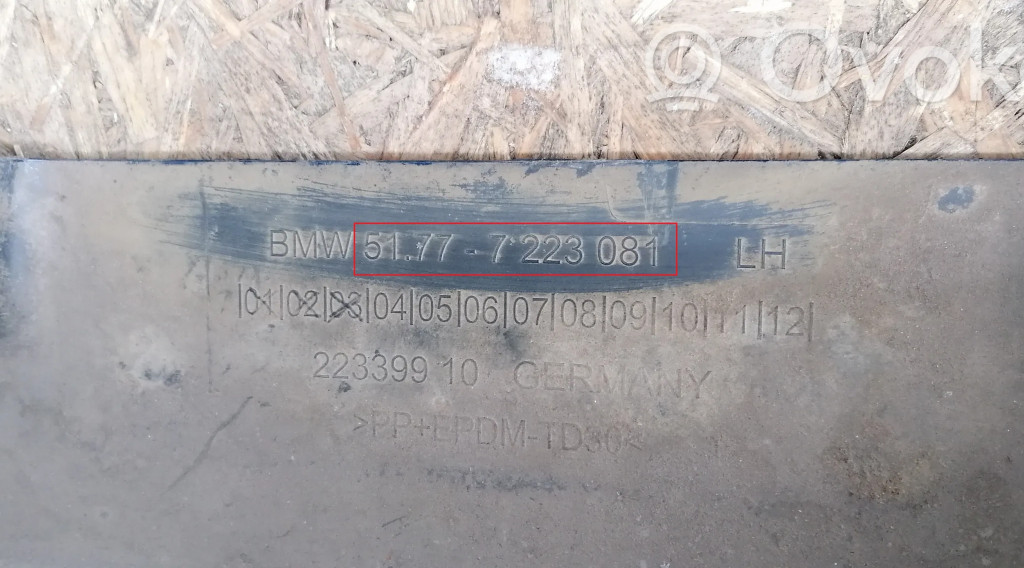 Ovok
BMW 51.77 - 7 223 081 LH
|01|02|03|04|05|06|07|08|09|10|11|12|
223399 10 GERMANY
>PP+EPDM-TD30<